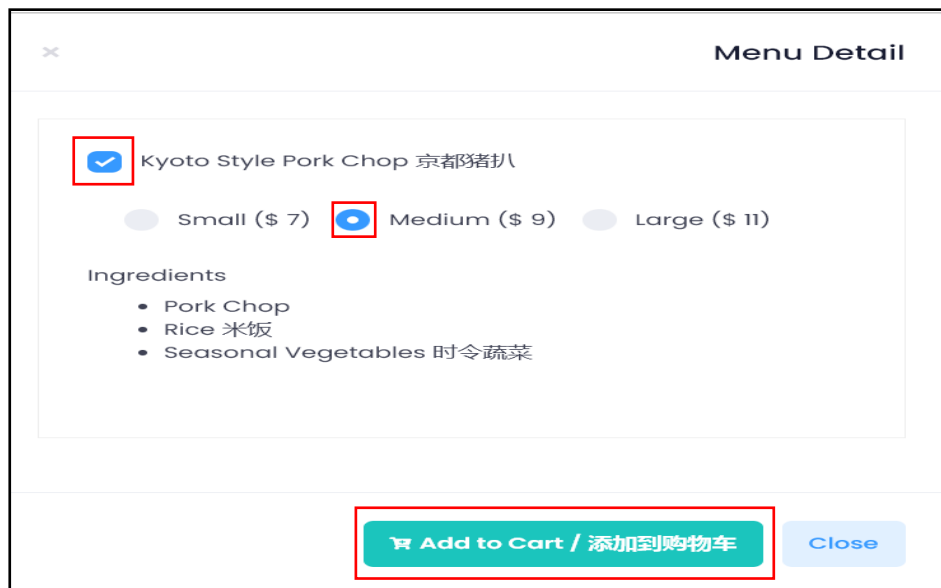 Menu Detail
Kyoto Style Pork Chop 京都猪扒
Small ($ 7) Medium ($ 9) Large ($ 11)
Ingredients
Pork Chop
Rice 米饭
Seasonal Vegetables 时令蔬菜
Add to Cart / 添加到购物车 Close